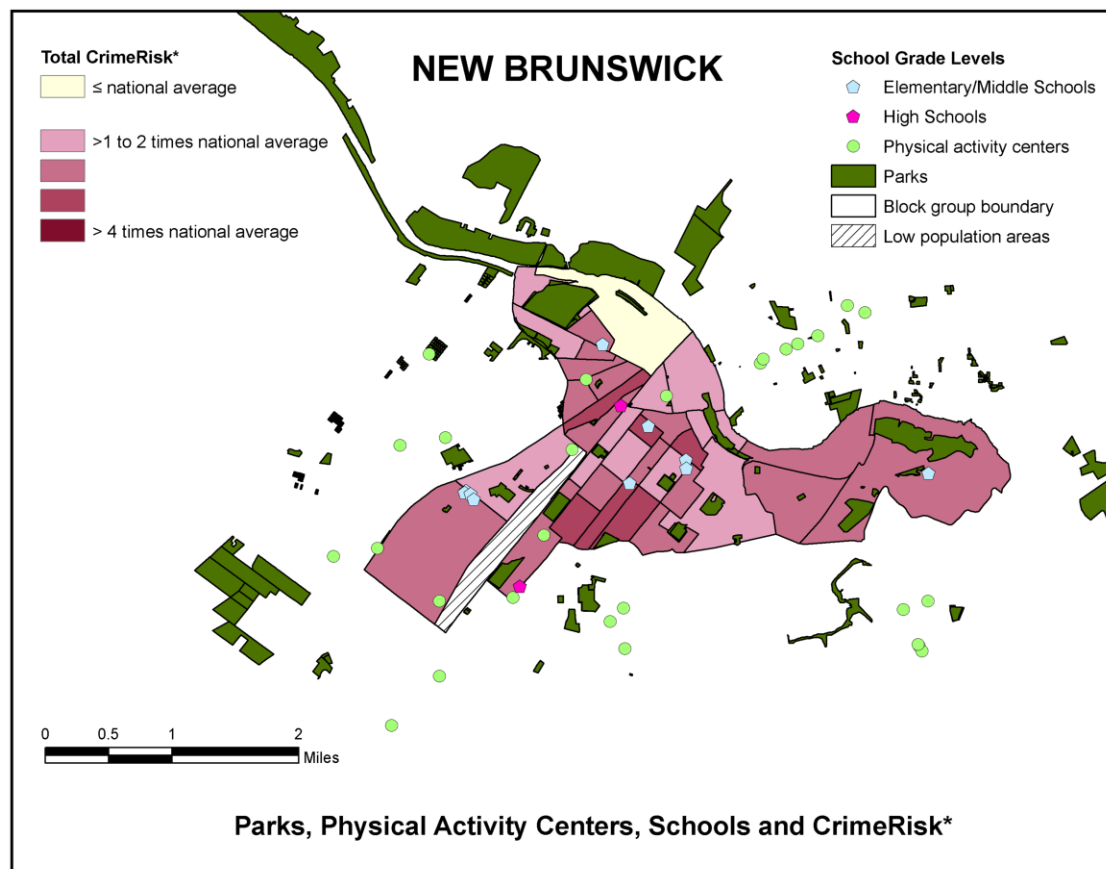 NEW BRUNSWICK
Total CrimeRisk*
≤ national average
>1 to 2 times national average
> 4 times national average
School Grade Levels
Elementary/Middle Schools
High Schools
Physical activity centers
Parks
Block group boundary
Low population areas
0 0.5 1 2
Miles
Parks, Physical Activity Centers, Schools and CrimeRisk*